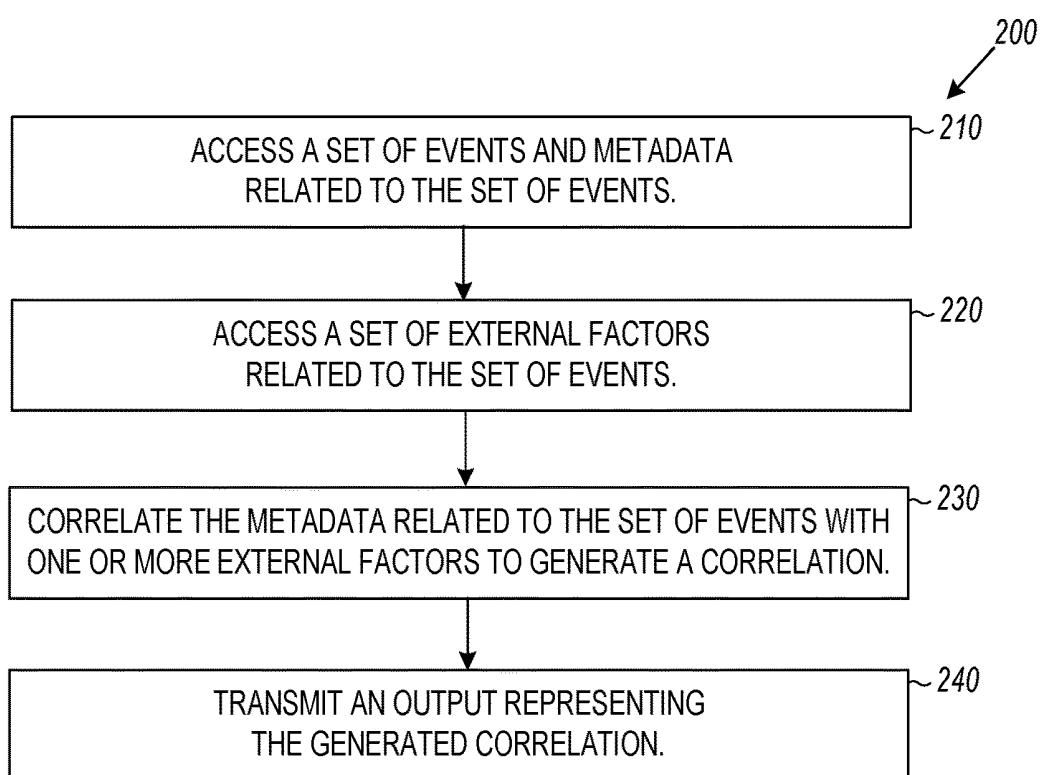 200
210
ACCESS A SET OF EVENTS AND METADATA
RELATED TO THE SET OF EVENTS.
220
ACCESS A SET OF EXTERNAL FACTORS
RELATED TO THE SET OF EVENTS.
230
CORRELATE THE METADATA RELATED TO THE SET OF EVENTS WITH
ONE OR MORE EXTERNAL FACTORS TO GENERATE A CORRELATION.
240
TRANSMIT AN OUTPUT REPRESENTING
THE GENERATED CORRELATION.